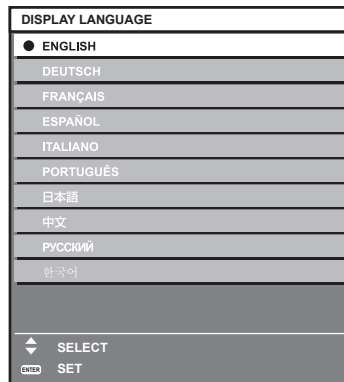 DISPLAY LANGUAGE
ENGLISH
DEUTSCH
FRANÇAIS
ESPAÑOL
ITALIANO
PORTUGUÊS
日本語
中文
РУССКИЙ
한국어
SELECT
ENTER SET